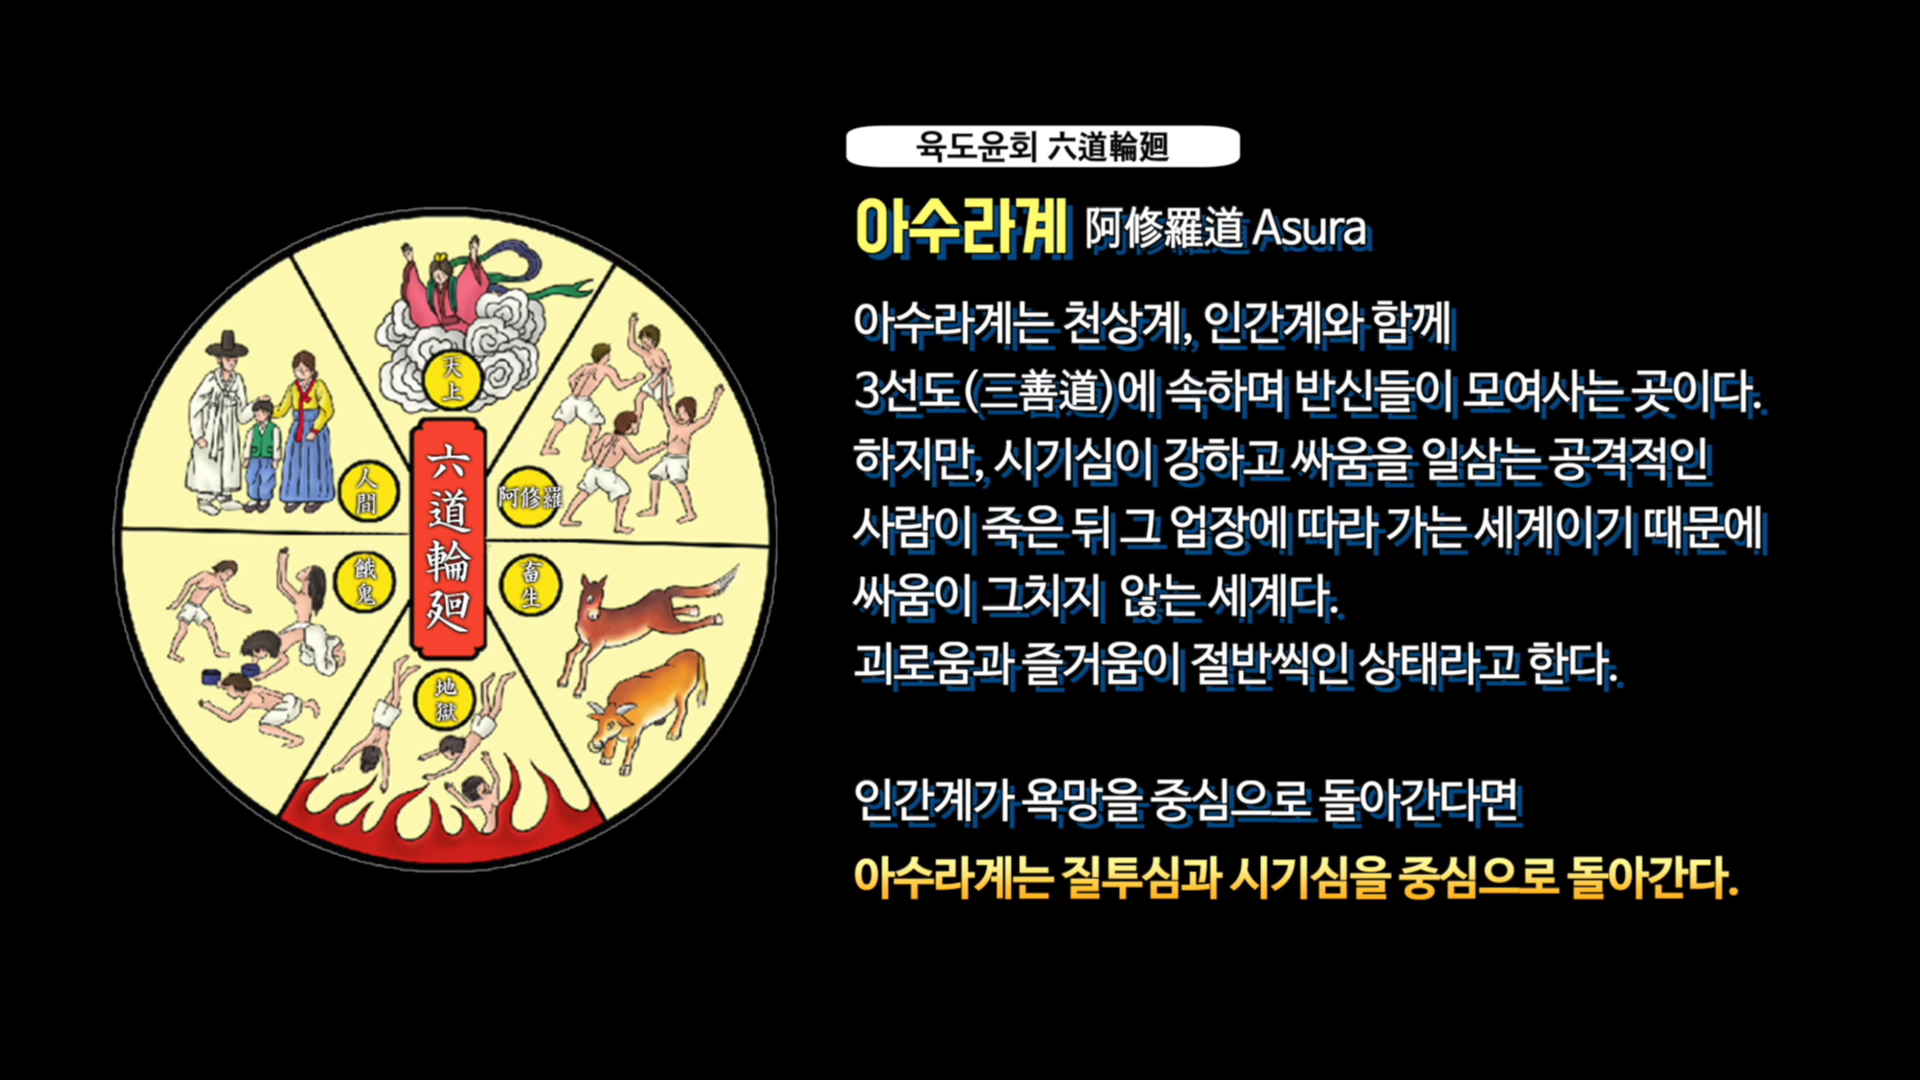 육도윤회 六道輪廻
아수라계 阿修羅道 Asura
아수라계는 천상계, 인간계와 함께
3선도(三善道)에 속하며 반신들이 모여사는 곳이다.
하지만, 시기심이 강하고 싸움을 일삼는 공격적인
사람이 죽은 뒤 그 업장에 따라 가는 세계이기 때문에
싸움이 그치지 않는 세계다.
괴로움과 즐거움이 절반씩인 상태라고 한다.
인간계가 욕망을 중심으로 돌아간다면
아수라계는 질투심과 시기심을 중심으로 돌아간다.
天上
人間
阿修羅
六道輪廻
餓鬼
畜生
地獄